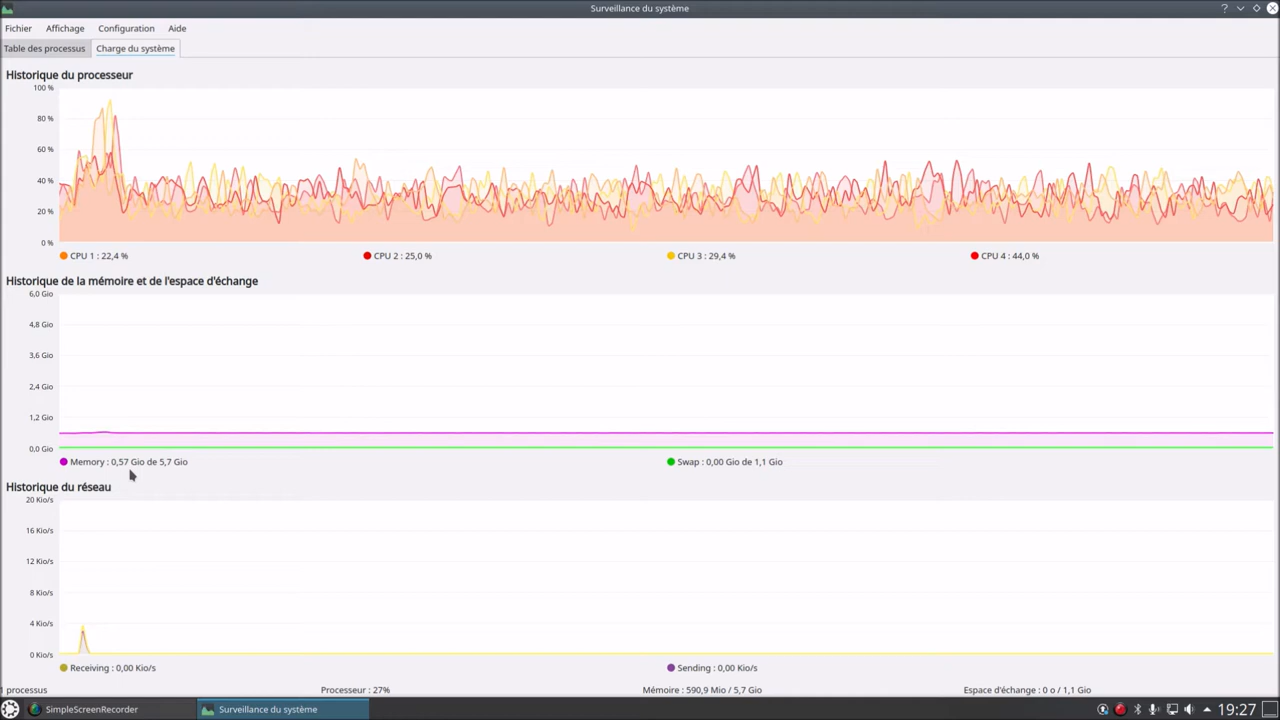 Surveillance du système
Fichier Affichage Configuration Aide
Table des processus Charge du système
Historique du processeur
100 %
80 %
60 %
40 %
20 %
0 %
CPU 1 : 22,4 % CPU 2 : 25,0 % CPU 3 : 29,4 % CPU 4 : 44,0 %
Historique de la mémoire et de l'espace d'échange
6,0 Gio
4,8 Gio
3,6 Gio
2,4 Gio
1,2 Gio
0,0 Gio
Memory : 0,57 Gio de 5,7 Gio Swap : 0,00 Gio de 1,1 Gio
Historique du réseau
20 Kio/s
16 Kio/s
12 Kio/s
8 Kio/s
4 Kio/s
0 Kio/s
Receiving : 0,00 Kio/s Sending : 0,00 Kio/s
processus Processeur : 27% Mémoire : 590,9 Mio / 5,7 Gio Espace d'échange : 0 o / 1,1 Gio
SimpleScreenRecorder Surveillance du système 19:27